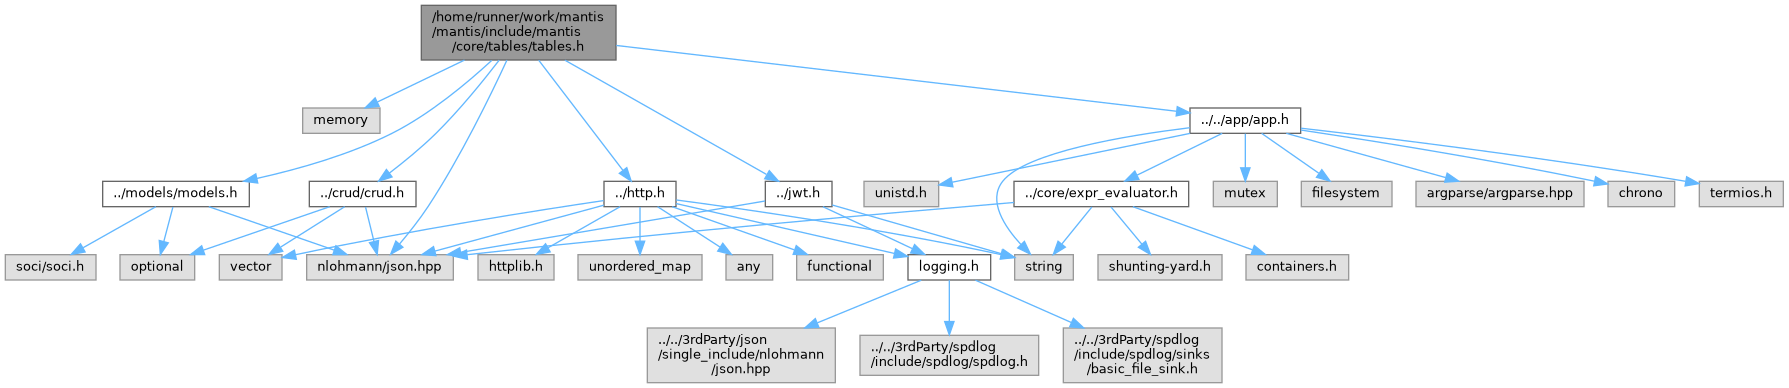 /home/runner/work/mantis
/mantis/include/mantis
/core/tables/tables.h
memory
../../app/app.h
../models/models.h
../crud/crud.h
../http.h
../jwt.h
unistd.h
../core/expr_evaluator.h
mutex
filesystem
argparse/argparse.hpp
chrono
termios.h
soci/soci.h
optional
vector
nlohmann/json.hpp
httplib.h
unordered_map
any
functional
logging.h
string
shunting-yard.h
containers.h
../../3rdParty/json
/single_include/nlohmann
/json.hpp
../../3rdParty/spdlog
/include/spdlog/spdlog.h
../../3rdParty/spdlog
/include/spdlog/sinks
/basic_file_sink.h